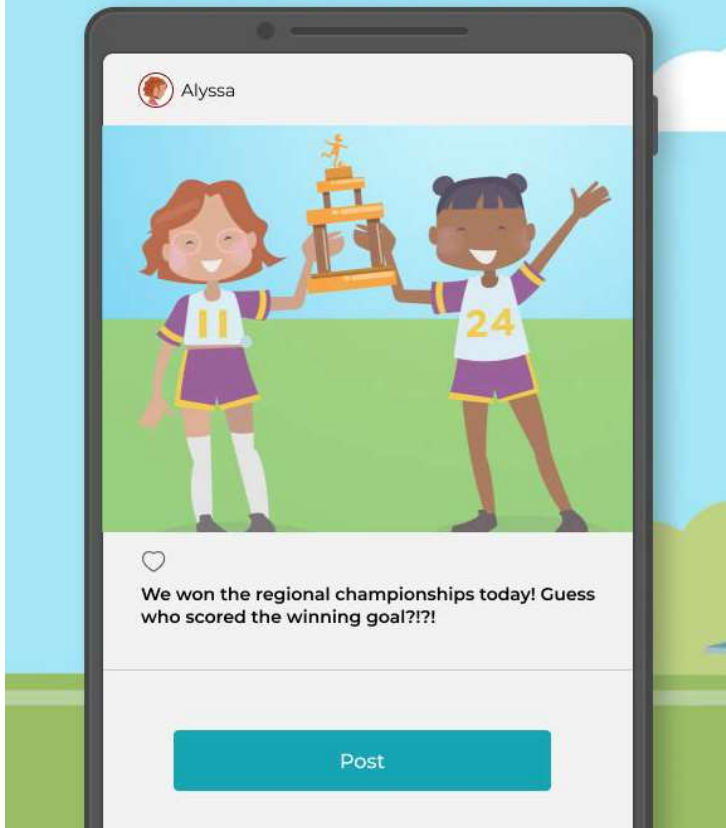 Alyssa
11
24
We won the regional championships today! Guess
who scored the winning goal?!?!
Post